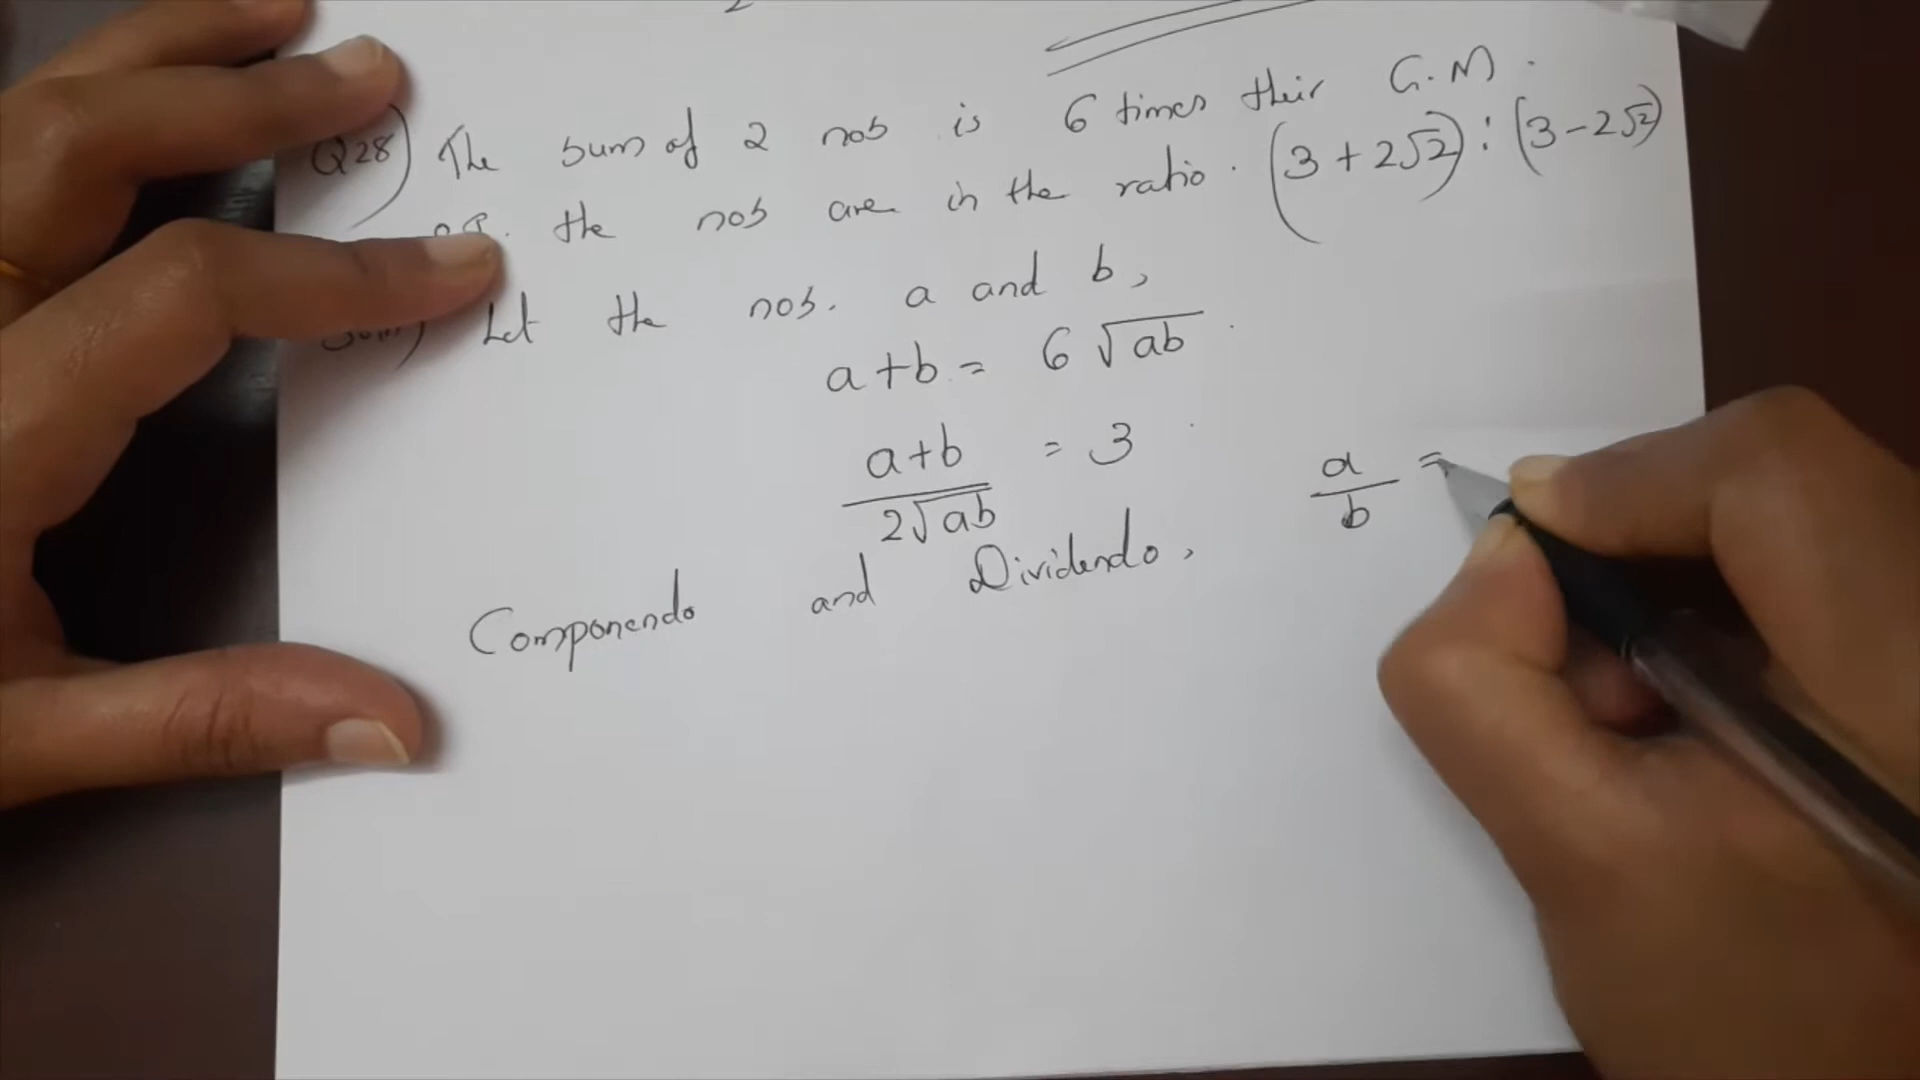 Q28) The sum of 2 nos is 6 times their G.M.
the nos are in the ratio. (3 + 2√2) : (3 - 2√2)
Let the nos. a and b,
a+b = 6 √ab
a+b / 2√ab = 3
a / b =
Componendo and Dividendo,